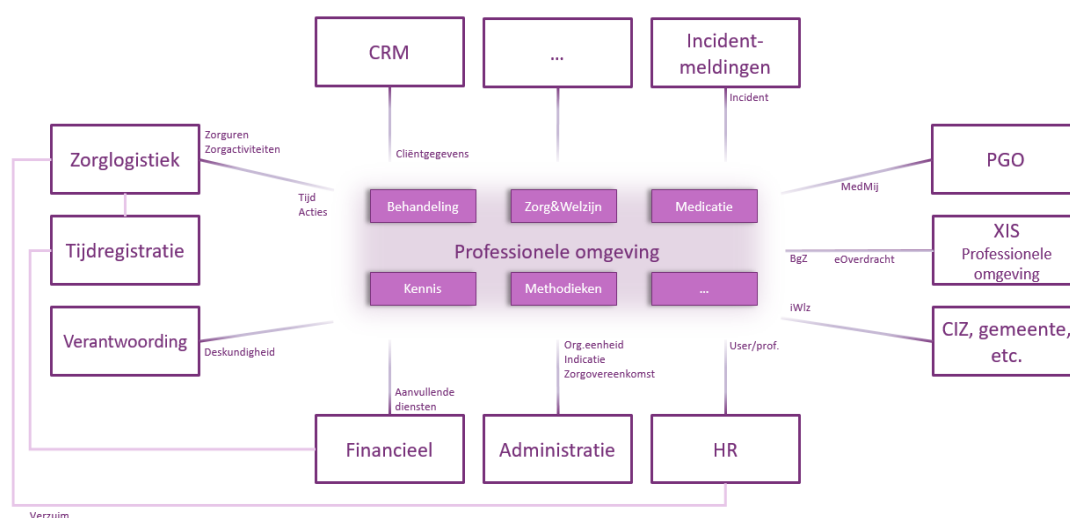 CRM
...
Incident-
meldingen
Incident
Cliëntgegevens
Zorguren
Zorgactiviteiten
Zorglogistiek
Tijd
Acties
PGO
MedMij
Behandeling
Zorg&Welzijn
Medicatie
Tijdregistratie
Professionele omgeving
BgZ
eOverdracht
XIS
Professionele
omgeving
Kennis
Methodieken
...
iWlz
Verantwoording
Deskundigheid
CIZ, gemeente,
etc.
Org.eenheid
Indicatie
Zorgovereenkomst
User/prof.
Aanvullende
diensten
Financieel
Administratie
HR
Verzuim